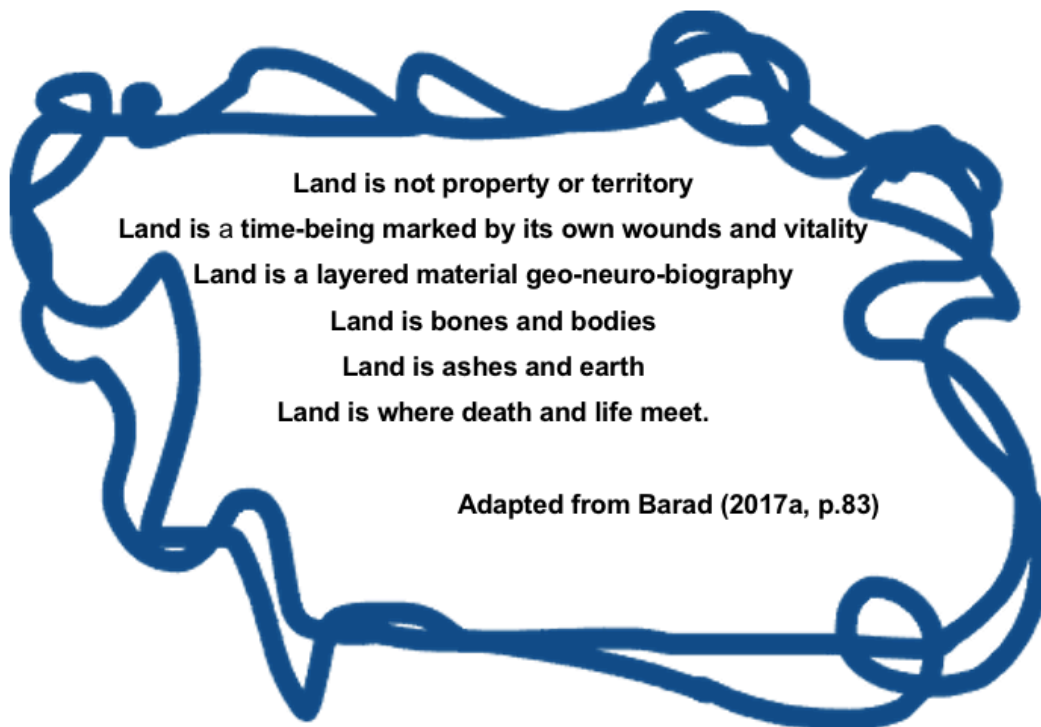 Land is not property or territory
Land is a time-being marked by its own wounds and vitality
Land is a layered material geo-neuro-biography
Land is bones and bodies
Land is ashes and earth
Land is where death and life meet.
Adapted from Barad (2017a, p.83)